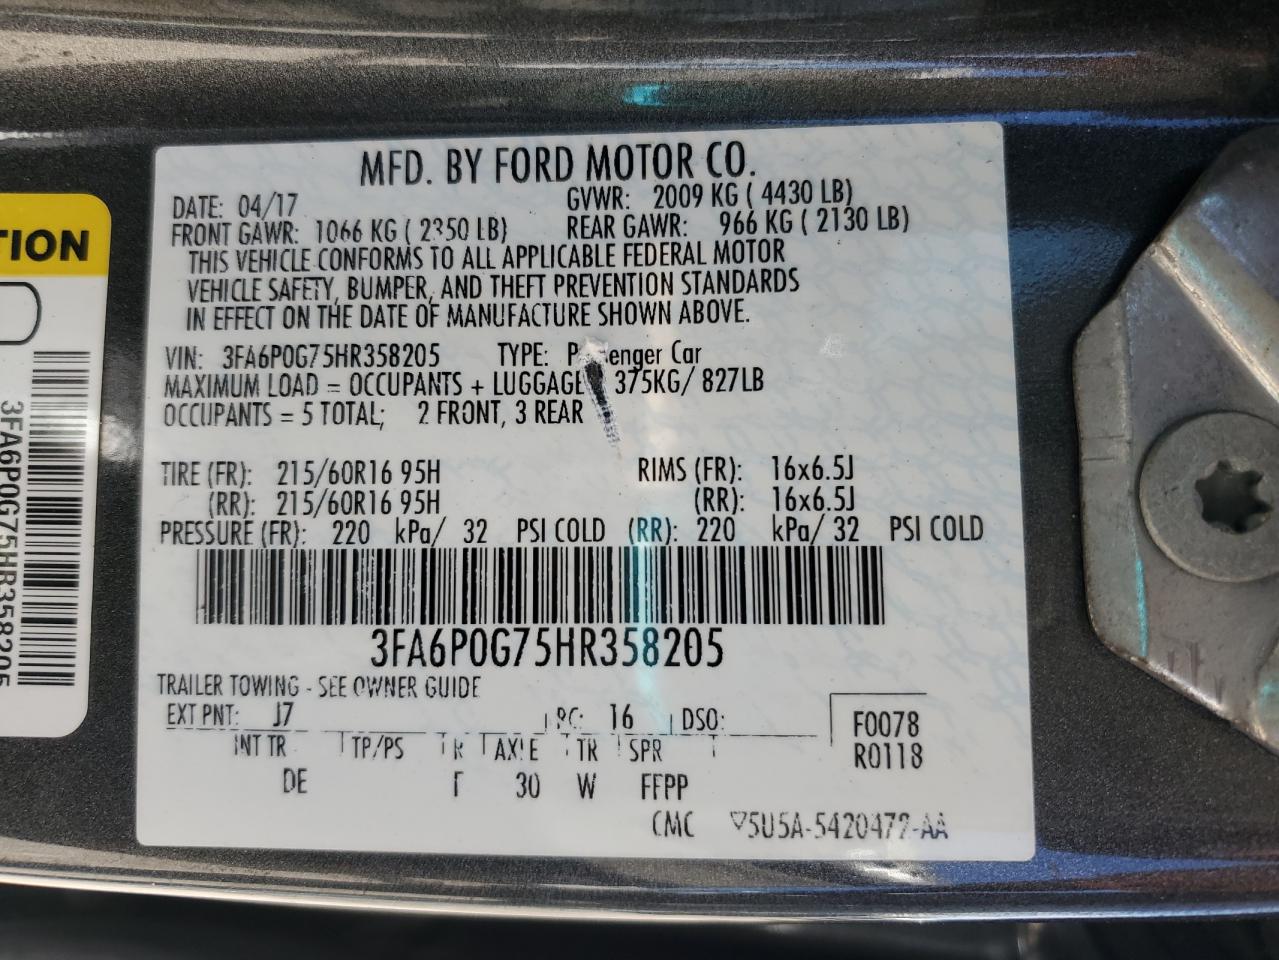 MFD. BY FORD MOTOR CO.
DATE: 04/17 GVWR: 2009 KG ( 4430 LB)
FRONT GAWR: 1066 KG ( 2350 LB) REAR GAWR: 966 KG ( 2130 LB)
THIS VEHICLE CONFORMS TO ALL APPLICABLE FEDERAL MOTOR
VEHICLE SAFETY, BUMPER, AND THEFT PREVENTION STANDARDS
IN EFFECT ON THE DATE OF MANUFACTURE SHOWN ABOVE.
VIN: 3FA6P0G75HR358205 TYPE: Passenger Car
MAXIMUM LOAD = OCCUPANTS + LUGGAGE 375KG/ 827LB
OCCUPANTS = 5 TOTAL; 2 FRONT, 3 REAR
TIRE (FR): 215/60R16 95H RIMS (FR): 16x6.5J
(RR): 215/60R16 95H (RR): 16x6.5J
PRESSURE (FR): 220 kPa/ 32 PSI COLD (RR): 220 kPa/ 32 PSI COLD
3FA6P0G75HR358205
TRAILER TOWING - SEE OWNER GUIDE
EXT PNT: J7 RC: 16 DSO: F0078
INT TR TP/PS R AXLE TR SPR R0118
DE 30 W FFPP
CMC 5U5A-5420472-AA
TION
3FA6P0G75HR358205